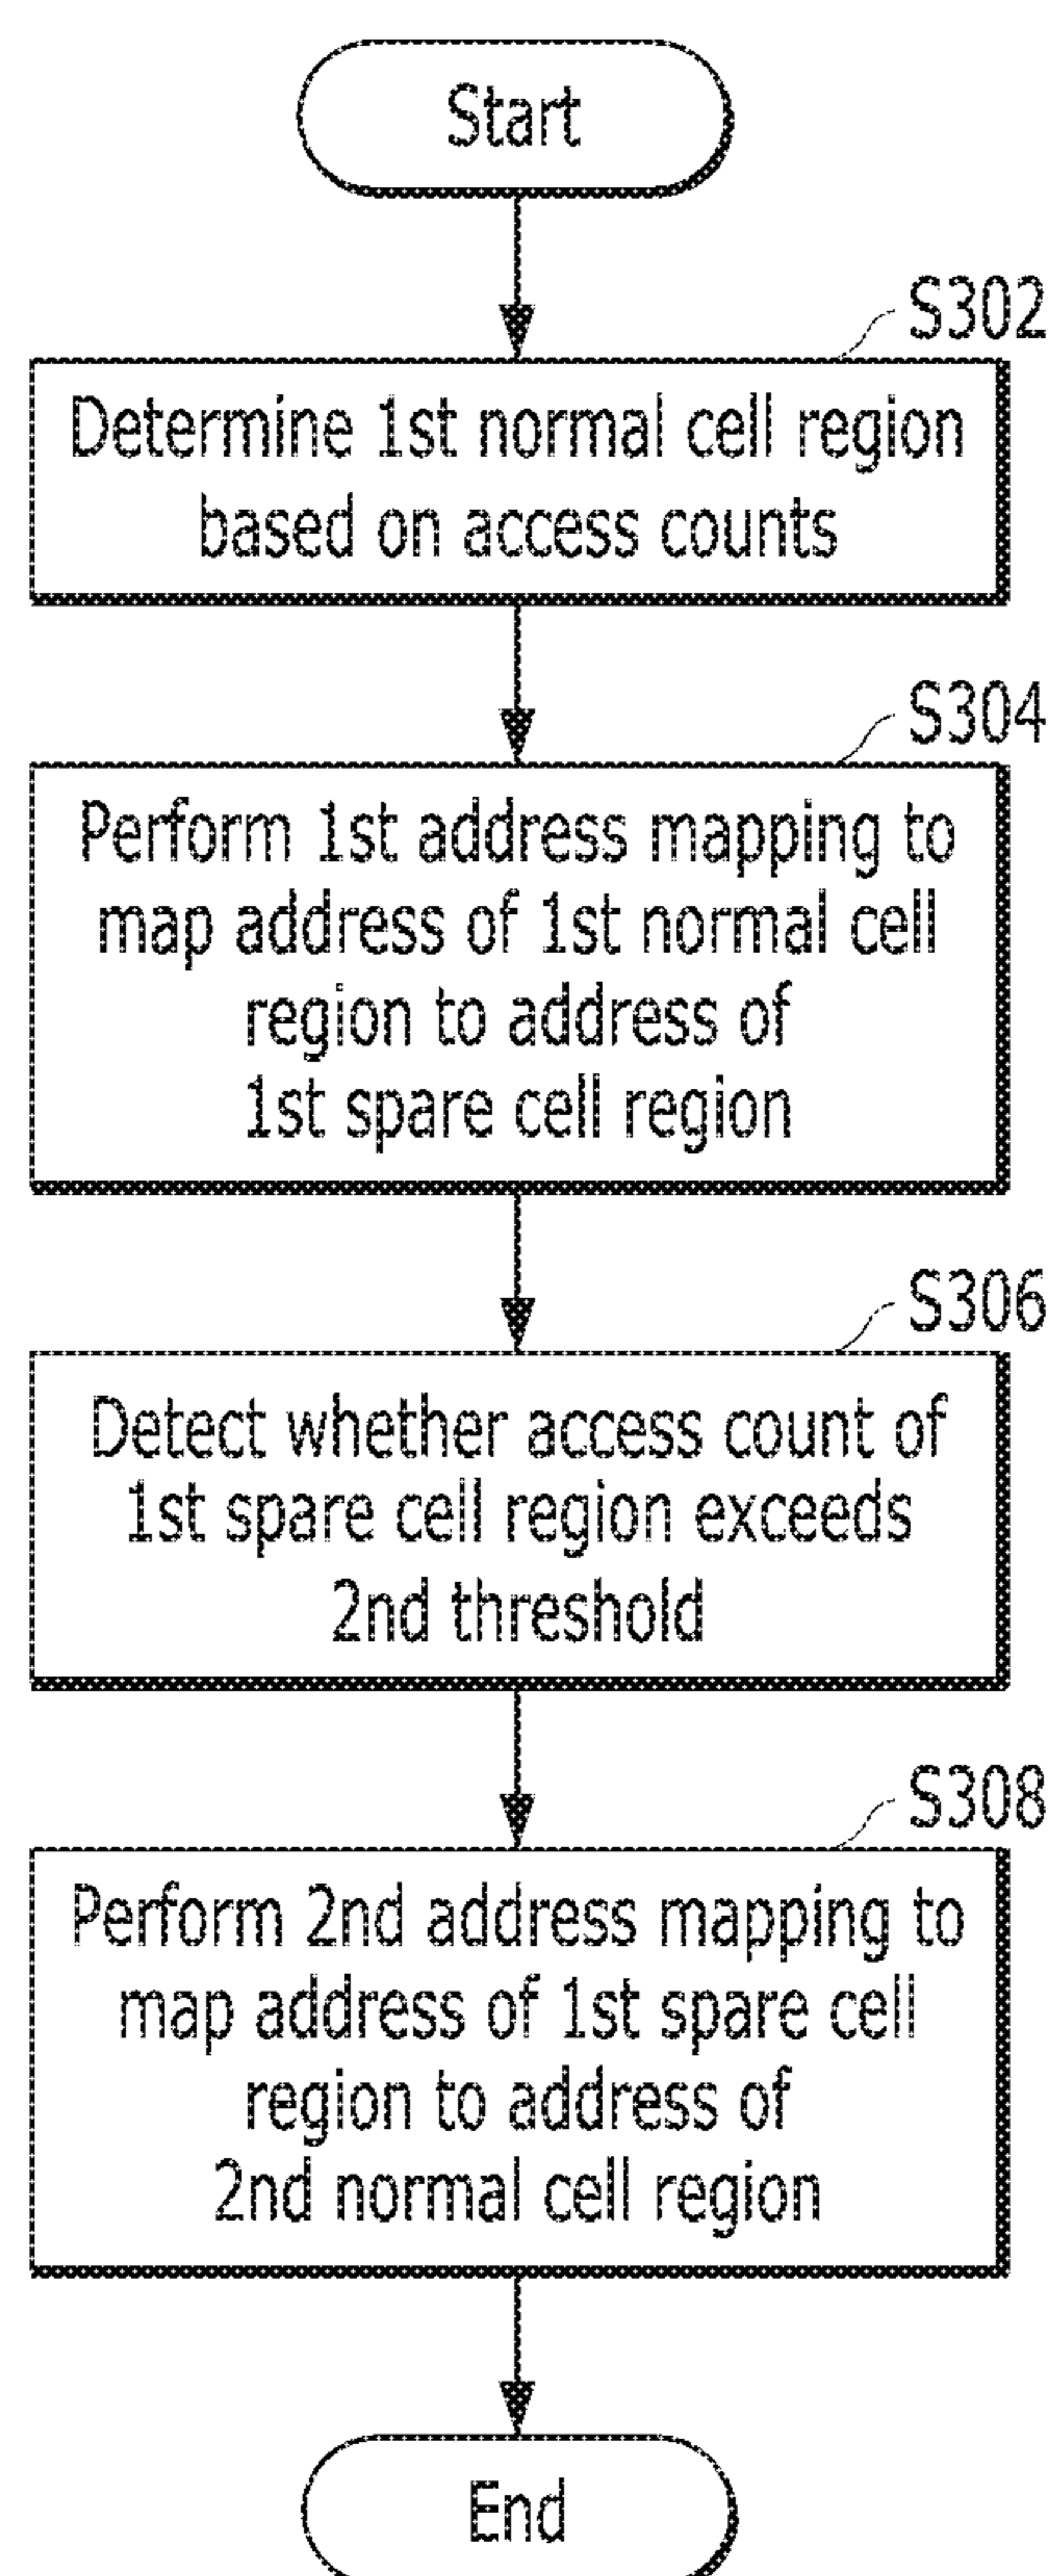 Start
S302
Determine 1st normal cell region
based on access counts
S304
Perform 1st address mapping to
map address of 1st normal cell
region to address of
1st spare cell region
S306
Detect whether access count of
1st spare cell region exceeds
2nd threshold
S308
Perform 2nd address mapping to
map address of 1st spare cell
region to address of
2nd normal cell region
End